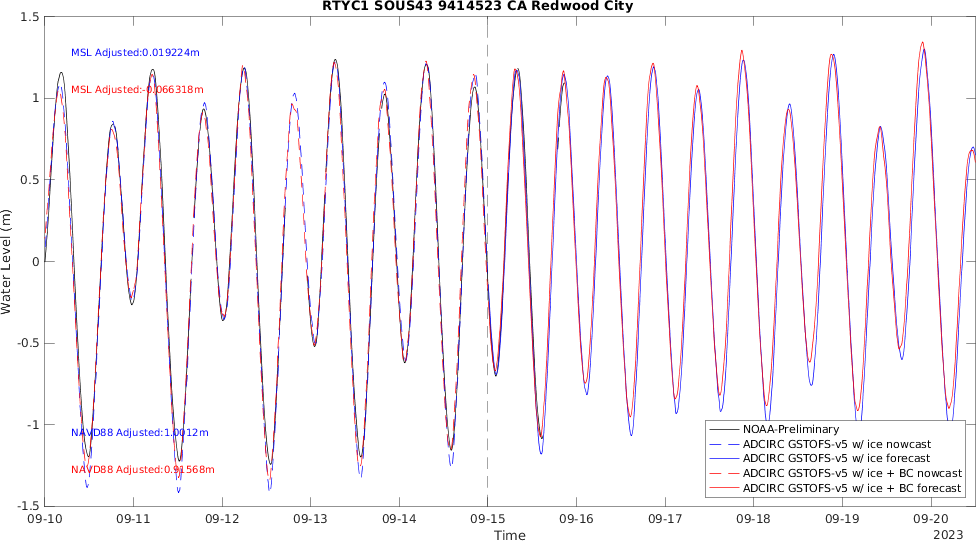 RTYC1 SOUS43 9414523 CA Redwood City
1.5
1
0.5
0
-0.5
-1
-1.5
Water Level (m)
MSL Adjusted:0.019224m
MSL Adjusted:-0.066318m
NAVD88 Adjusted:1.0012m
NAVD88 Adjusted:0.91568m
NOAA-Preliminary
ADCIRC GSTOFS-v5 w/ ice nowcast
ADCIRC GSTOFS-v5 w/ ice forecast
ADCIRC GSTOFS-v5 w/ ice + BC nowcast
ADCIRC GSTOFS-v5 w/ ice + BC forecast
09-10 09-11 09-12 09-13 09-14 09-15 09-16 09-17 09-18 09-19 09-20
Time
2023